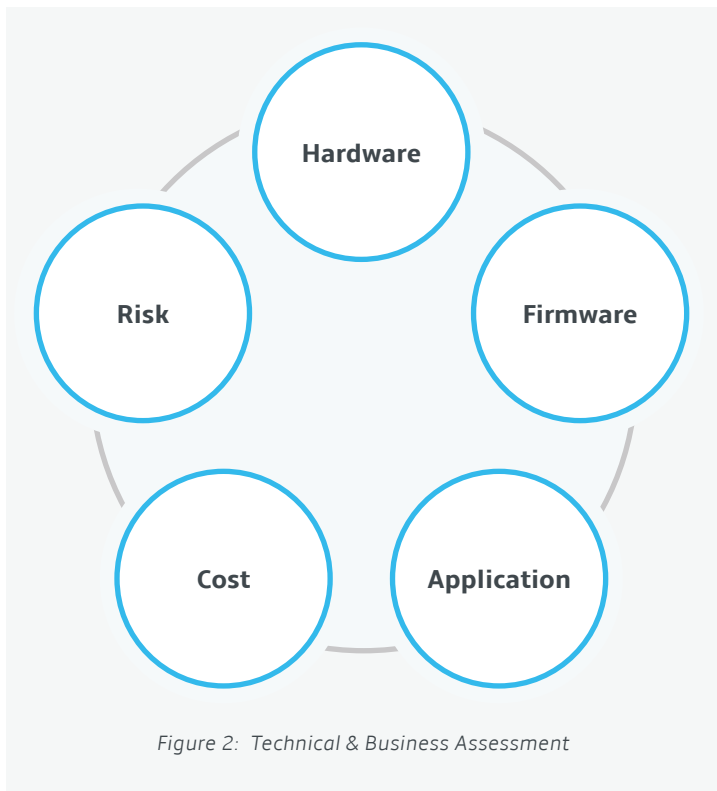 Hardware
Risk
Firmware
Cost
Application
Figure 2: Technical & Business Assessment